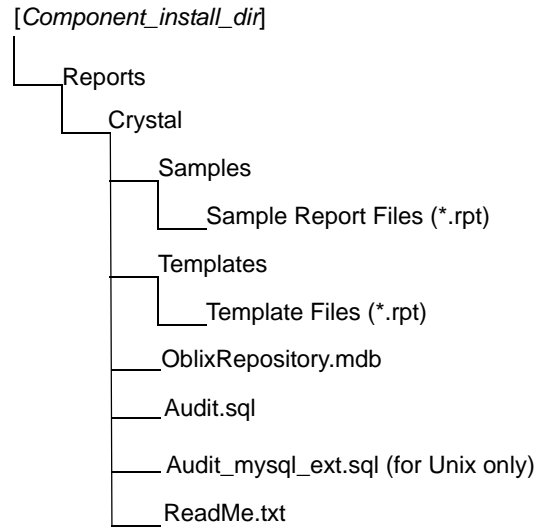 [Component_install_dir]
Reports
Crystal
Samples
Sample Report Files (*.rpt)
Templates
Template Files (*.rpt)
OblixRepository.mdb
Audit.sql
Audit_mysql_ext.sql (for Unix only)
ReadMe.txt